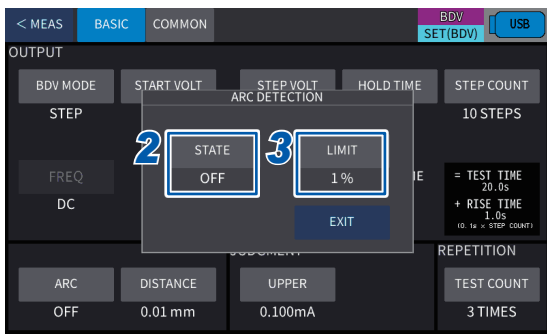 < MEAS BASIC COMMON BDV SET(BDV) USB
OUTPUT
BDV MODE START VOLT STEP VOLT HOLD TIME STEP COUNT
STEP 10 STEPS
ARC DETECTION
2 STATE 3 LIMIT
OFF 1 %
EXIT
FREQ
DC
= TEST TIME
20.0s
+ RISE TIME
1.0s
(0.1s × STEP COUNT)
REPETITION
ARC DISTANCE UPPER TEST COUNT
OFF 0.01 mm 0.100mA 3 TIMES